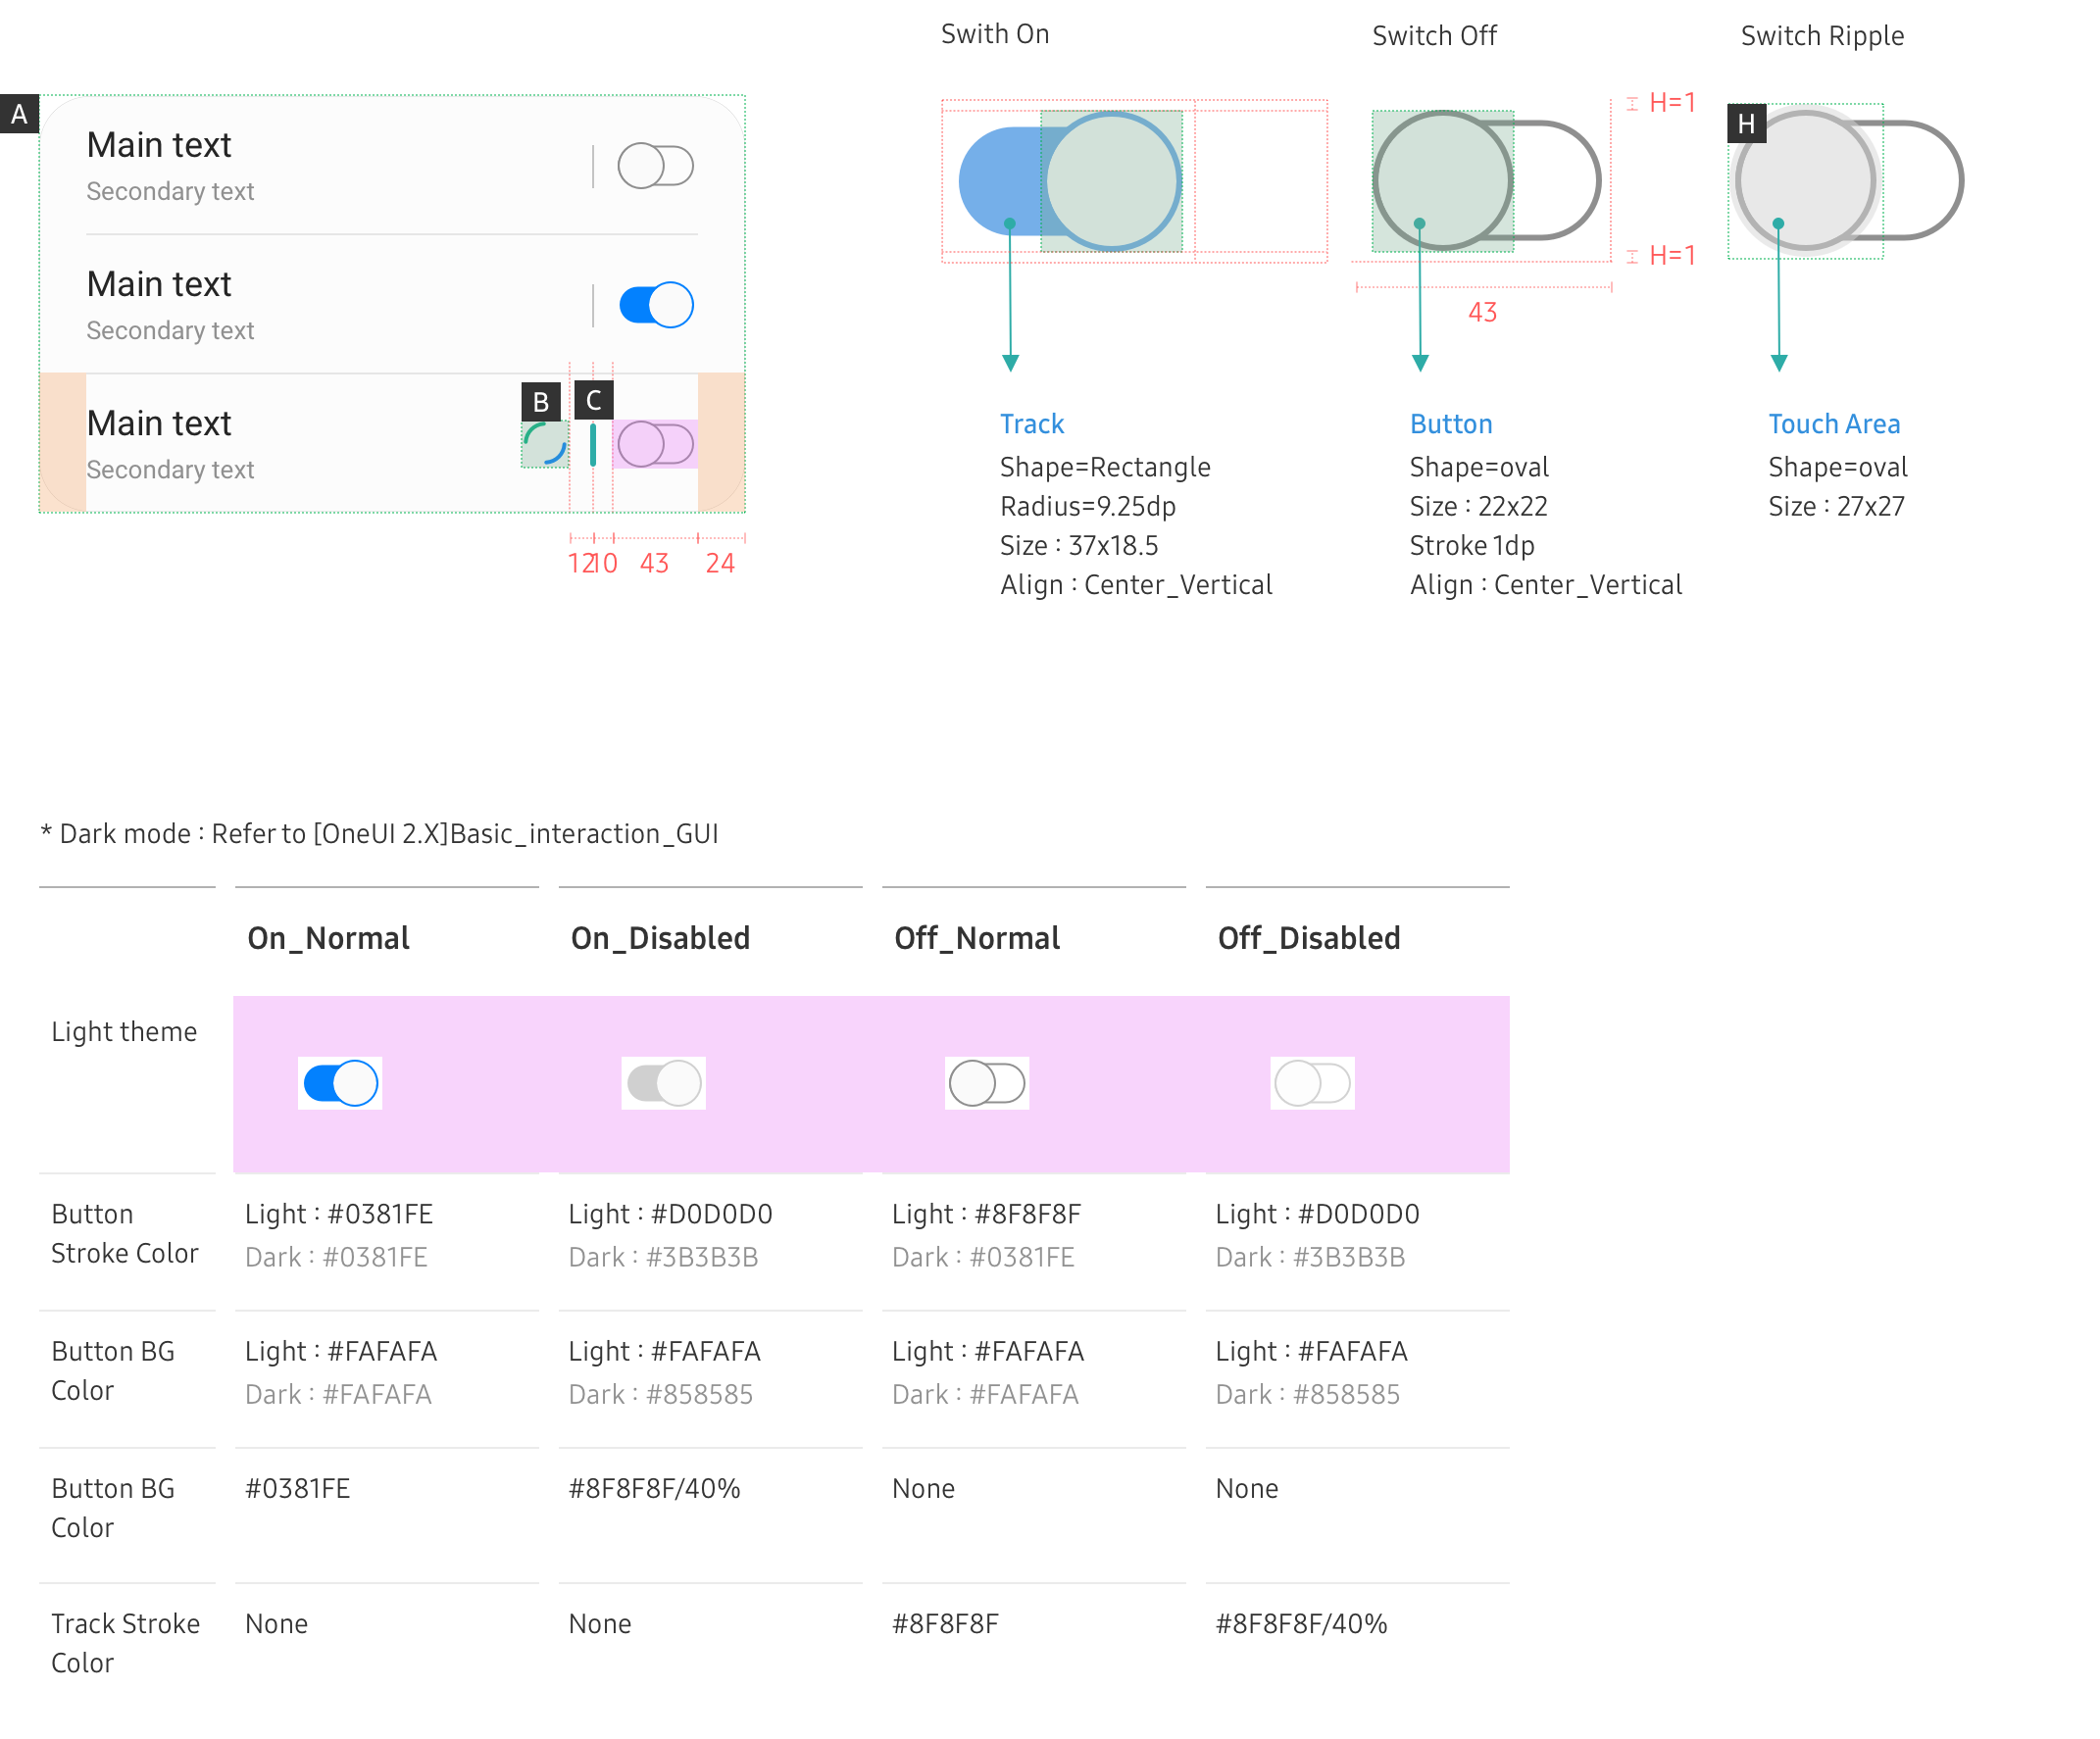 Swith On
Switch Off
Switch Ripple
A
Main text
Secondary text
Main text
Secondary text
B
C
Main text
Secondary text
12
10
43
24
H=1
H=1
43
H
Track
Shape=Rectangle
Radius=9.25dp
Size : 37x18.5
Align : Center_Vertical
Button
Shape=oval
Size : 22x22
Stroke 1dp
Align : Center_Vertical
Touch Area
Shape=oval
Size : 27x27
* Dark mode : Refer to [OneUI 2.X]Basic_interaction_GUI
On_Normal
On_Disabled
Off_Normal
Off_Disabled
Light theme
Button
Stroke Color
Light : #0381FE
Dark : #0381FE
Light : #D0D0D0
Dark : #3B3B3B
Light : #8F8F8F
Dark : #0381FE
Light : #D0D0D0
Dark : #3B3B3B
Button BG
Color
Light : #FAFAFA
Dark : #FAFAFA
Light : #FAFAFA
Dark : #858585
Light : #FAFAFA
Dark : #FAFAFA
Light : #FAFAFA
Dark : #858585
Button BG
Color
#0381FE
#8F8F8F/40%
None
None
Track Stroke
Color
None
None
#8F8F8F
#8F8F8F/40%